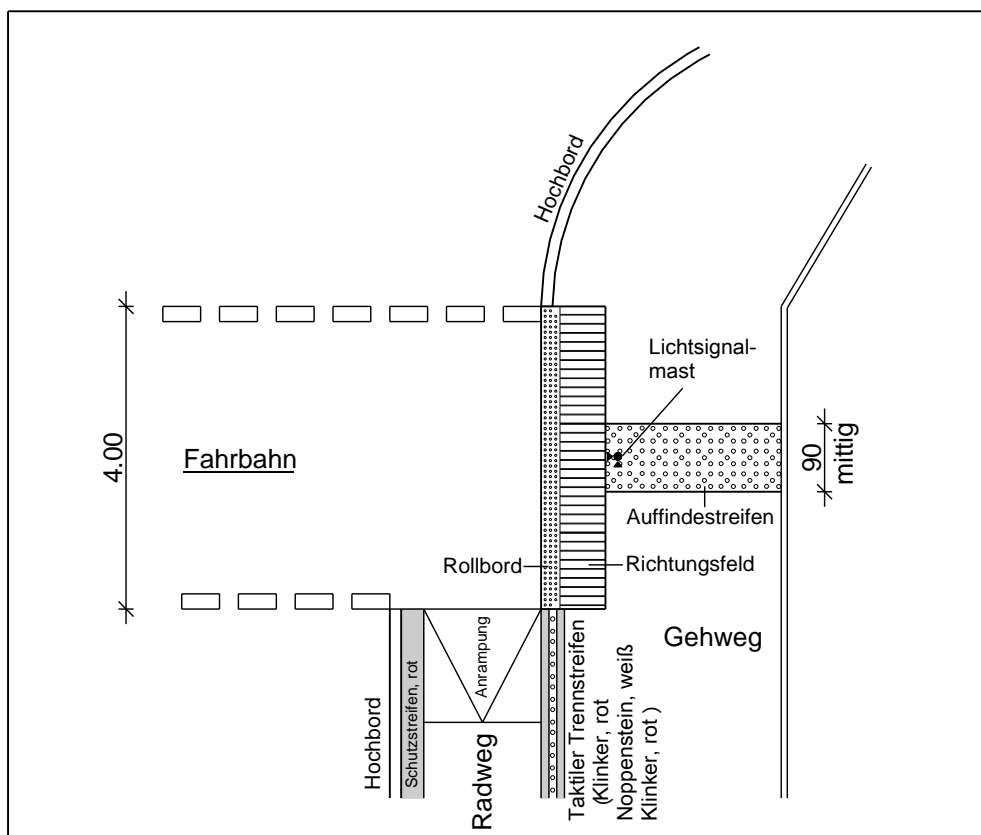 Hochbord
Lichtsignal-
mast
4.00
Fahrbahn
90
mittig
Auffindestreifen
Rollbord
Richtungsfeld
Gehweg
Hochbord
Schutzstreifen, rot
Anrampung
Radweg
Taktiler Trennstreifen
(Klinker, rot
Noppenstein, weiß
Klinker, rot )